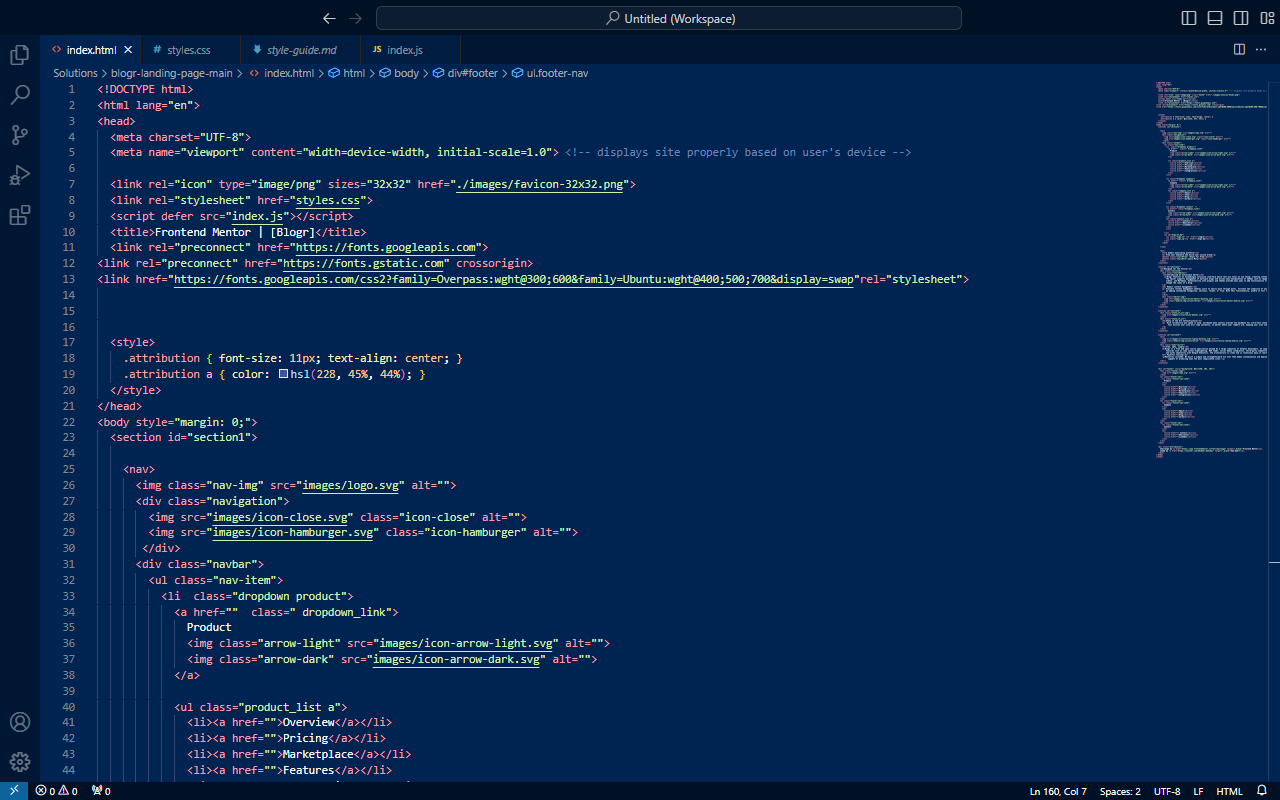 Untitled (Workspace)
index.html
# styles.css
style-guide.md
JS index.js
Solutions > blogr-landing-page-main > <> index.html > html > body > div#footer > ul.footer-nav
1 <!DOCTYPE html>
2 <html lang="en">
3 <head>
4 <meta charset="UTF-8">
5 <meta name="viewport" content="width=device-width, initial-scale=1.0"> <!-- displays site properly based on user's device -->
6
7 <link rel="icon" type="image/png" sizes="32x32" href="./images/favicon-32x32.png">
8 <link rel="stylesheet" href="styles.css">
9 <script defer src="index.js"></script>
10 <title>Frontend Mentor | [Blogr]</title>
11 <link rel="preconnect" href="https://fonts.googleapis.com">
12 <link rel="preconnect" href="https://fonts.gstatic.com" crossorigin>
13 <link href="https://fonts.googleapis.com/css2?family=Overpass:wght@300;600&family=Ubuntu:wght@400;500;700&display=swap"rel="stylesheet">
14
15
16
17 <style>
18 .attribution { font-size: 11px; text-align: center; }
19 .attribution a { color: hsl(228, 45%, 44%); }
20 </style>
21 </head>
22 <body style="margin: 0;">
23 <section id="section1">
24
25 <nav>
26 <img class="nav-img" src="images/logo.svg" alt="">
27 <div class="navigation">
28 <img src="images/icon-close.svg" class="icon-close" alt="">
29 <img src="images/icon-hamburger.svg" class="icon-hamburger" alt="">
30 </div>
31 <div class="navbar">
32 <ul class="nav-item">
33 <li  class="dropdown product">
34 <a href=""  class=" dropdown_link">
35 Product
36 <img class="arrow-light" src="images/icon-arrow-light.svg" alt="">
37 <img class="arrow-dark" src="images/icon-arrow-dark.svg" alt="">
38 </a>
39
40 <ul class="product_list a">
41 <li><a href="">Overview</a></li>
42 <li><a href="">Pricing</a></li>
43 <li><a href="">Marketplace</a></li>
44 <li><a href="">Features</a></li>
0 0 0
Ln 160, Col 7 Spaces: 2 UTF-8 LF HTML